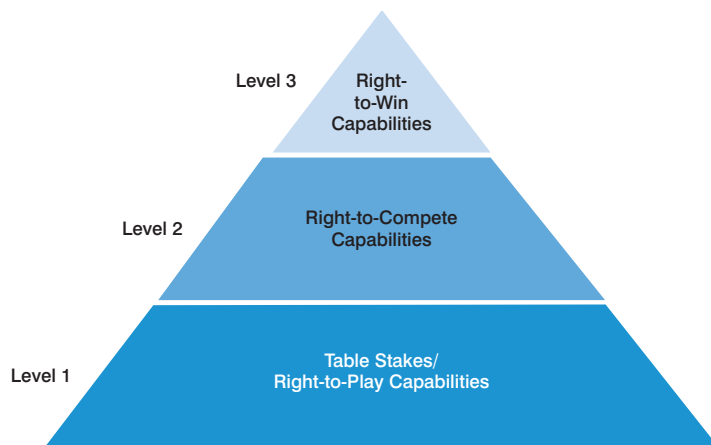 Level 3
Right-
to-Win
Capabilities
Level 2
Right-to-Compete
Capabilities
Level 1
Table Stakes/
Right-to-Play Capabilities